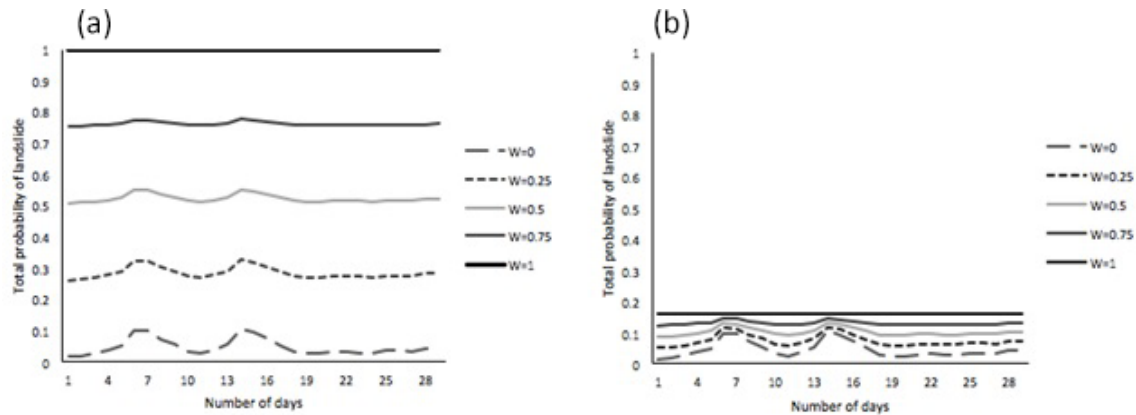 (a)
Total probability of landslide
1
0.9
0.8
0.7
0.6
0.5
0.4
0.3
0.2
0.1
0
1 4 7 10 13 16 19 22 25 28
Number of days
W=0
W=0.25
W=0.5
W=0.75
W=1
(b)
Total probability of landslide
1
0.9
0.8
0.7
0.6
0.5
0.4
0.3
0.2
0.1
0
1 4 7 10 13 16 19 22 25 28
Number of days
W=0
W=0.25
W=0.5
W=0.75
W=1